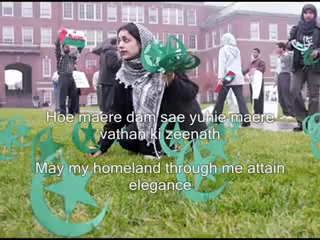 Hoe maere dam sae yuhie maere
vathan ki zeenath
May my homeland through me attain
elegance